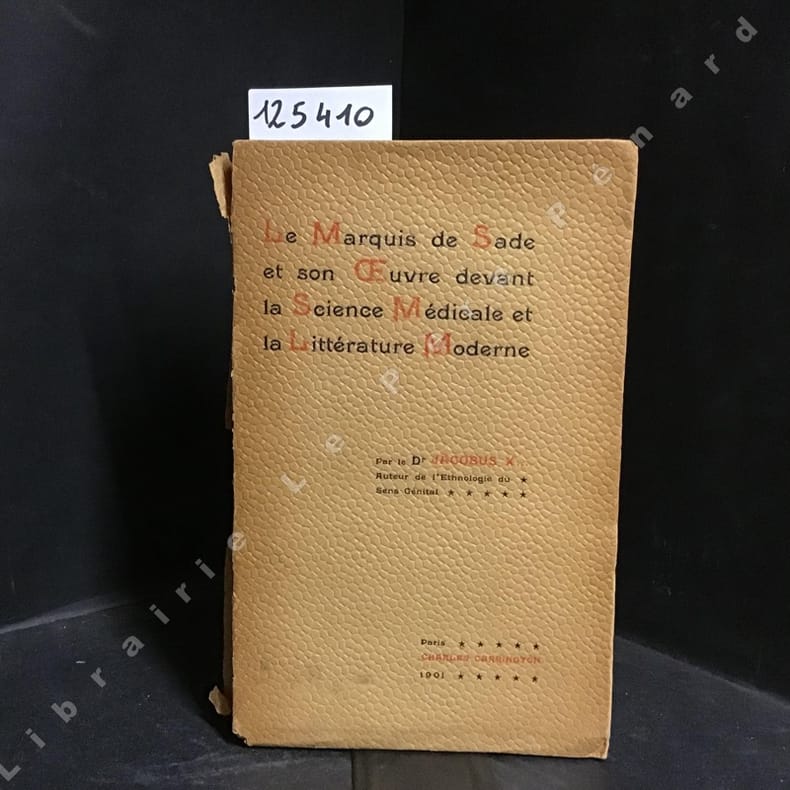 125410
Le Marquis de Sade
et son Œuvre devant
la Science Médicale et
la Littérature Moderne
Par le Dr JACOBUS X...
Auteur de l'Ethnologie du ★
Sens Génital ★ ★ ★ ★ ★
Paris ★ ★ ★ ★ ★
CHARLES CARRINGTON
1901 ★ ★ ★ ★ ★
Librairie Le Pénard